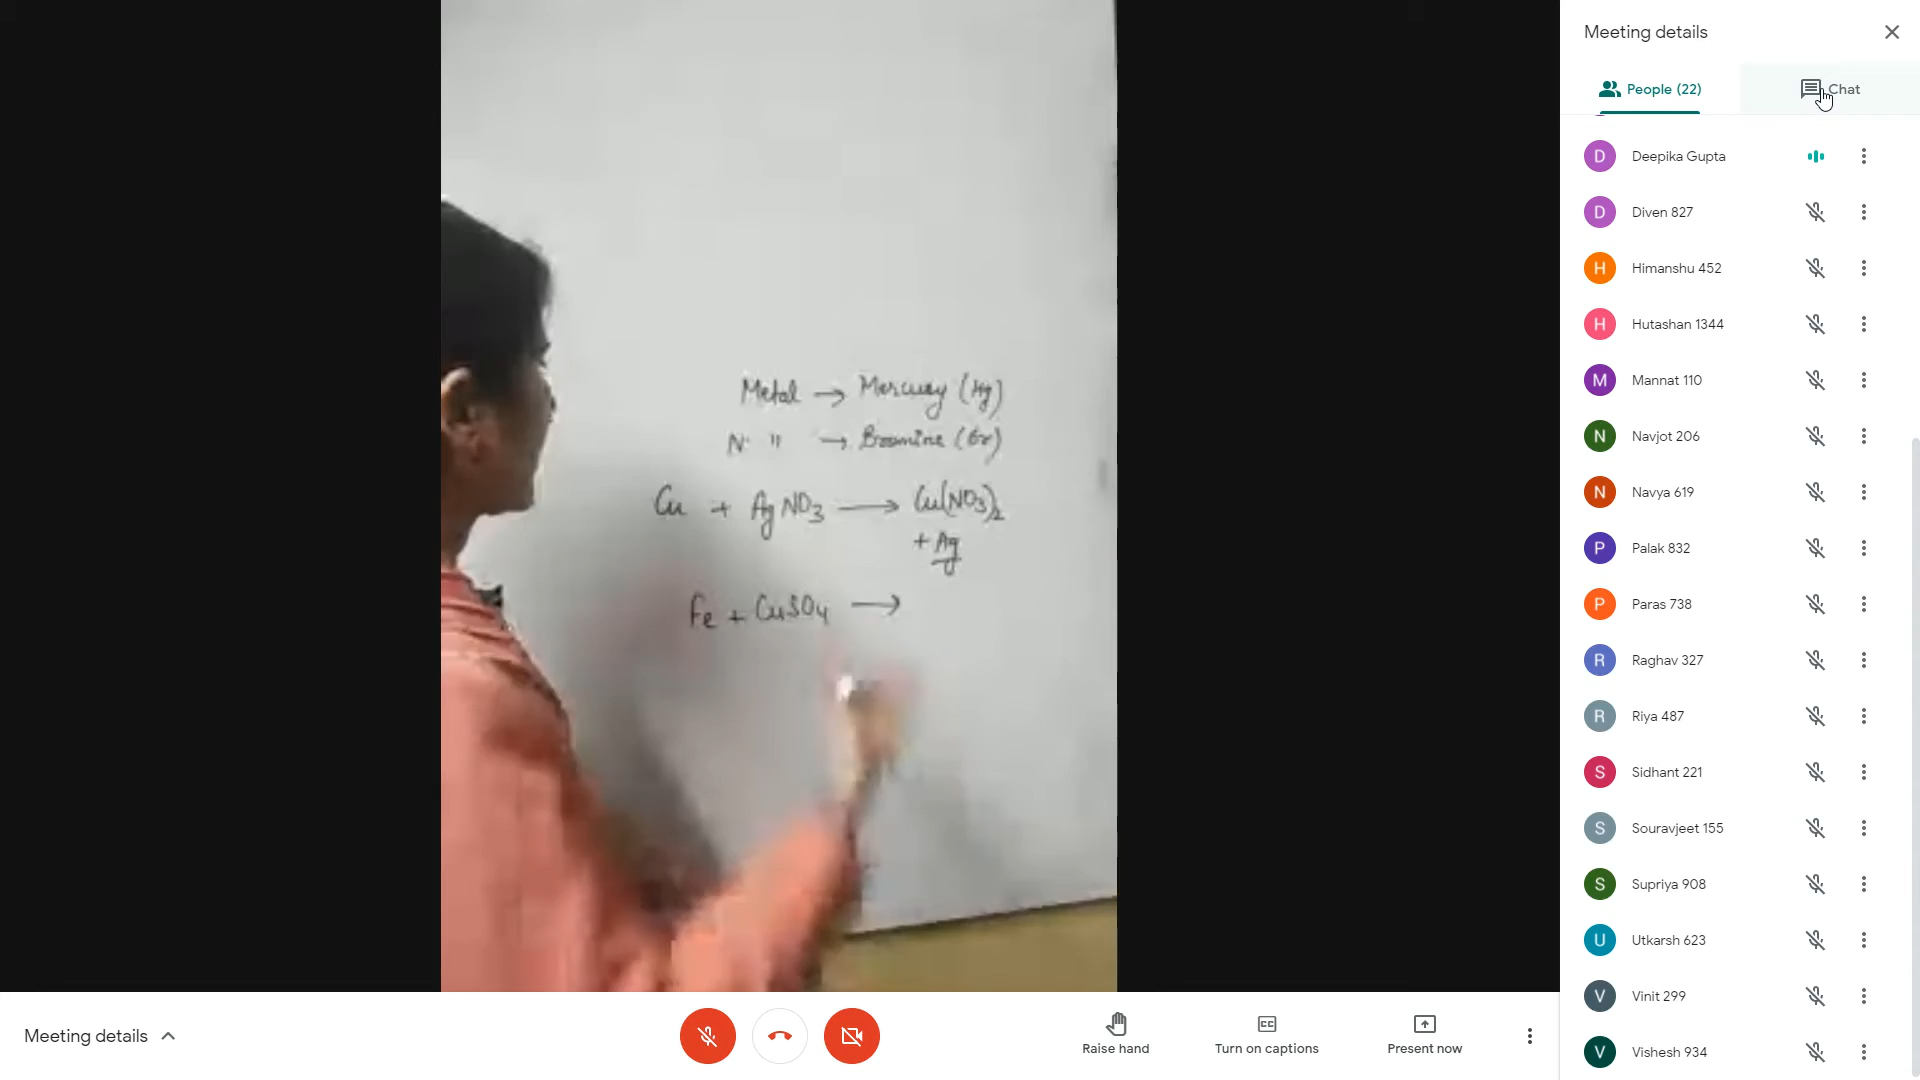 Meeting details
People (22)
Chat
Deepika Gupta
Diven 827
Himanshu 452
Hutashan 1344
Mannat 110
Navjot 206
Navya 619
Palak 832
Paras 738
Raghav 327
Riya 487
Sidhant 221
Souravjeet 155
Supriya 908
Utkarsh 623
Vinit 299
Vishesh 934
D
D
H
H
M
N
N
P
P
R
R
S
S
S
U
V
V
Metal → Mercury (Hg)
N. " → Bromine (Br)
Cu + AgNO3 → Cu(NO3)2
+ Ag
Fe + CuSO4 →
Meeting details
Raise hand
CC
Turn on captions
Present now